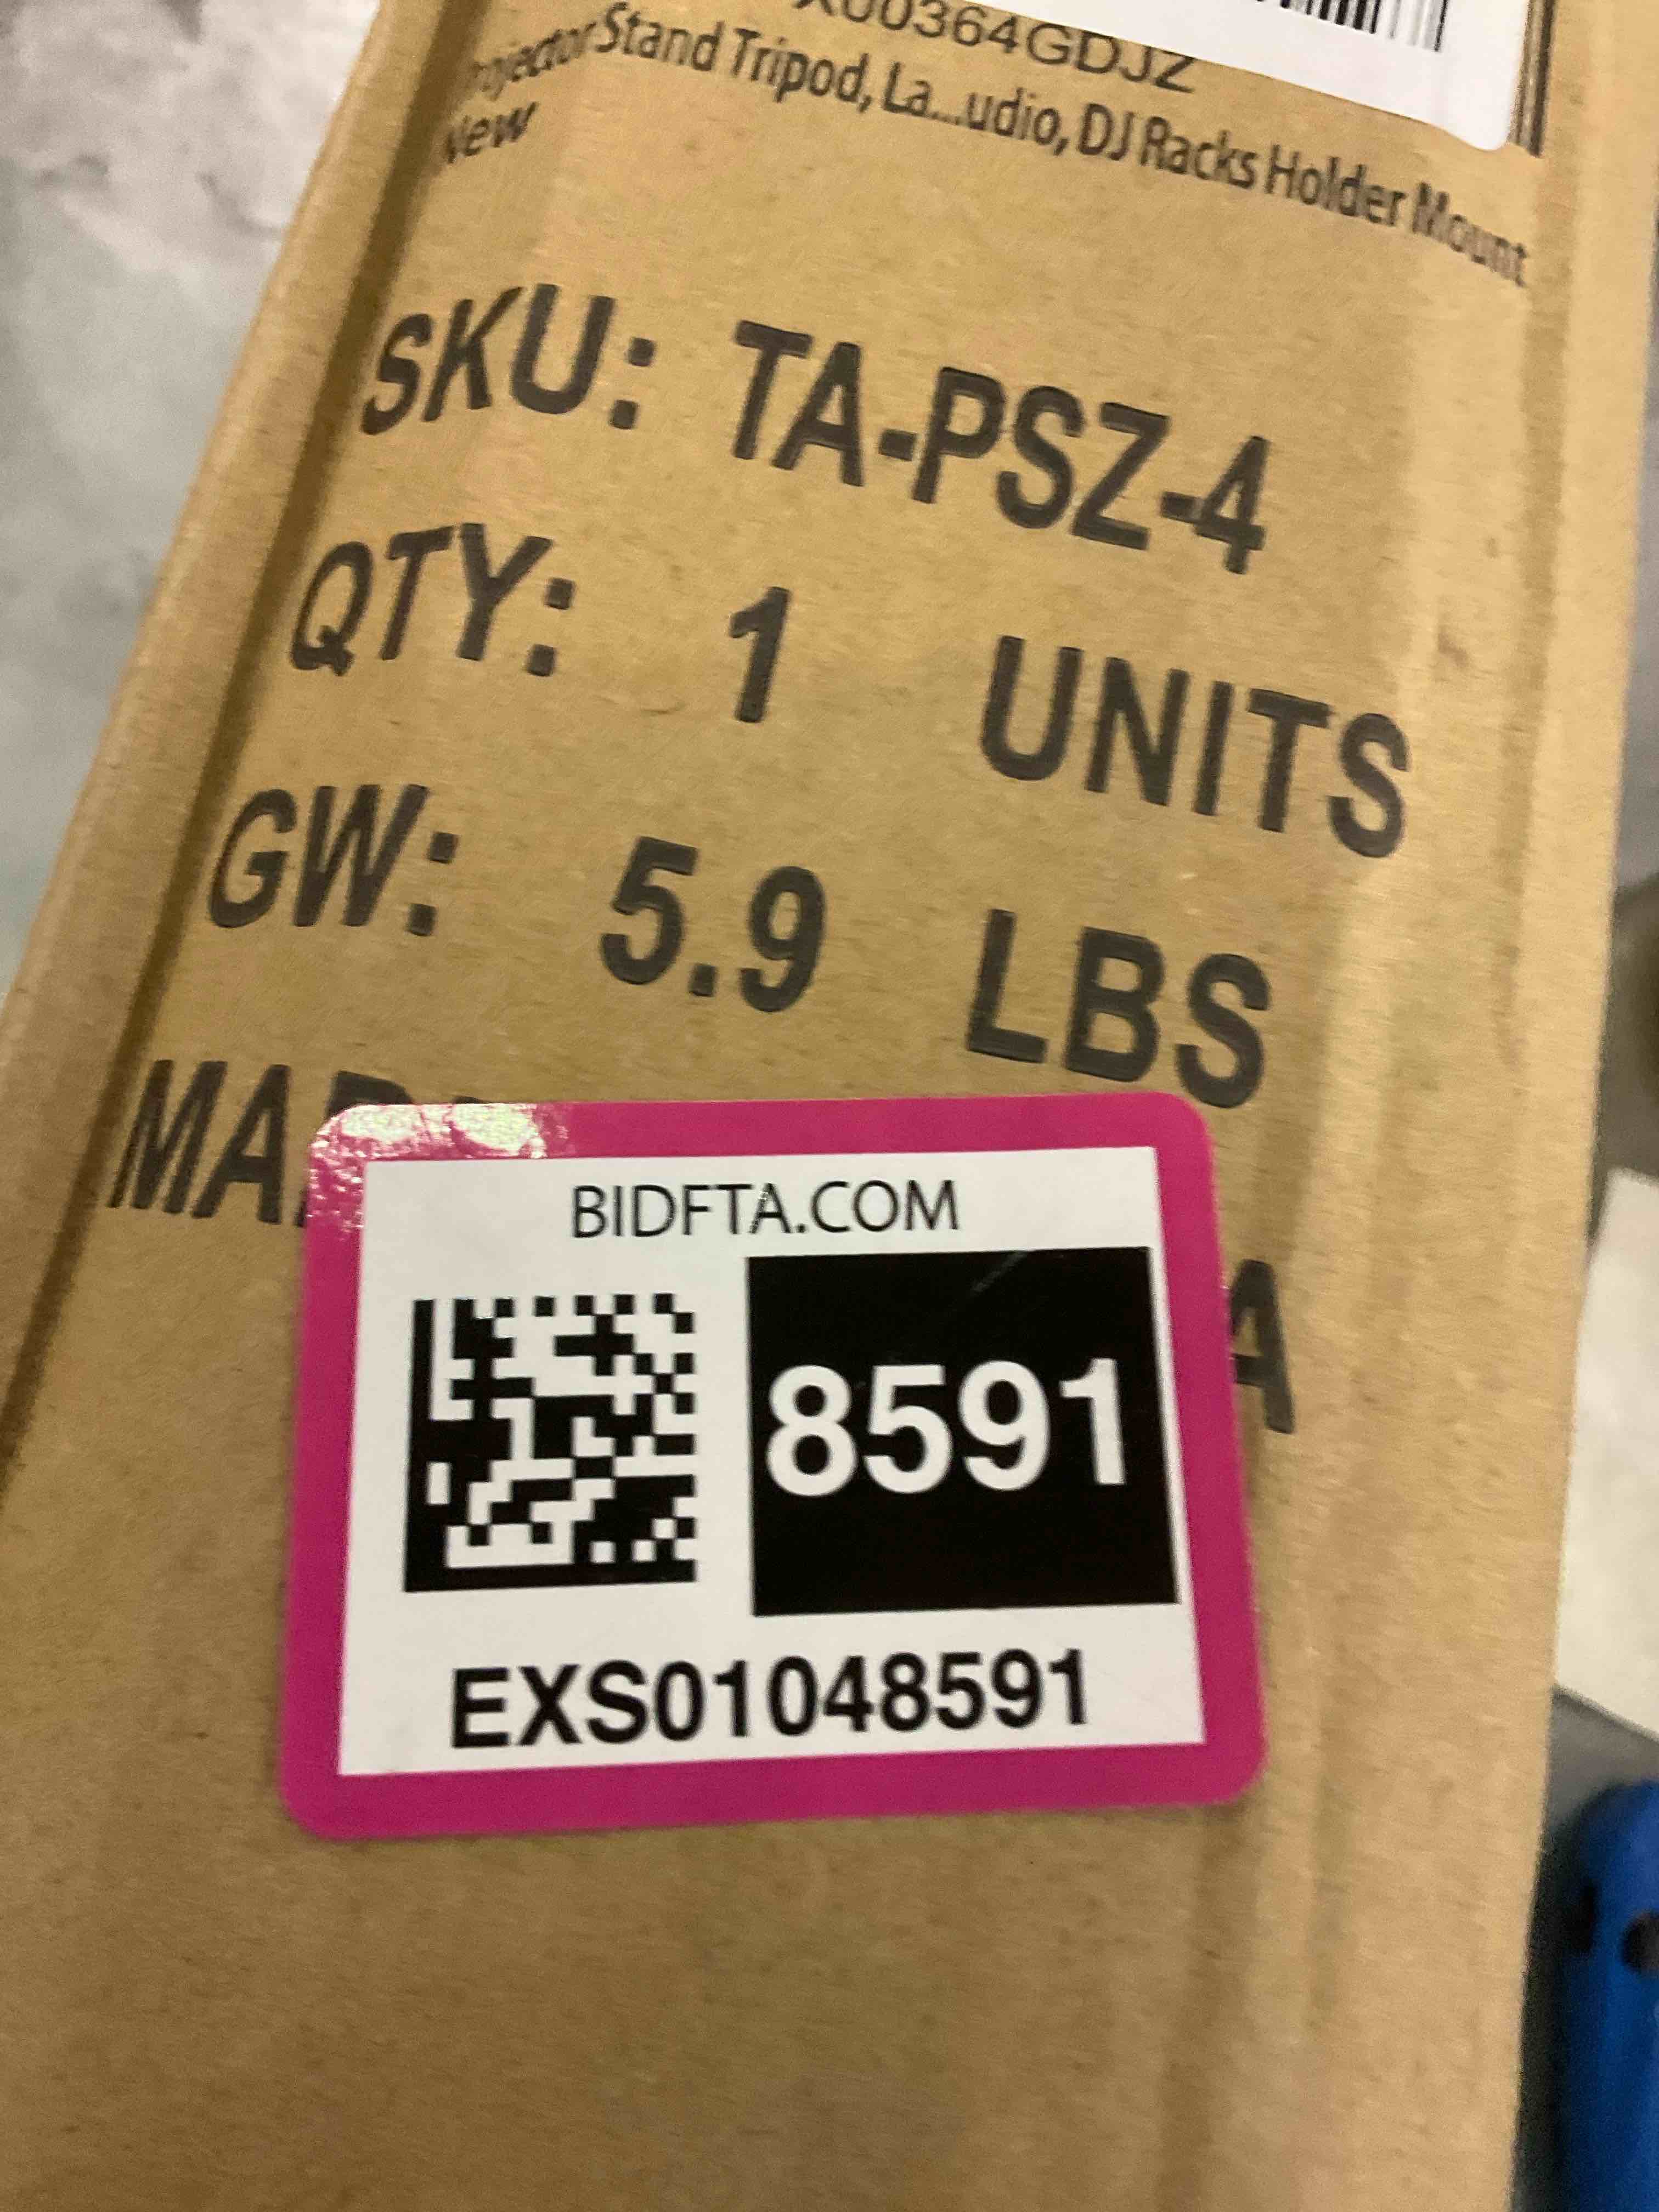 X00364GDJZ
Projector Stand Tripod, La...udio, DJ Racks Holder Mount
New
SKU: TA-PSZ-4
QTY: 1 UNITS
GW: 5.9 LBS
BIDFTA.COM
8591
EXS01048591